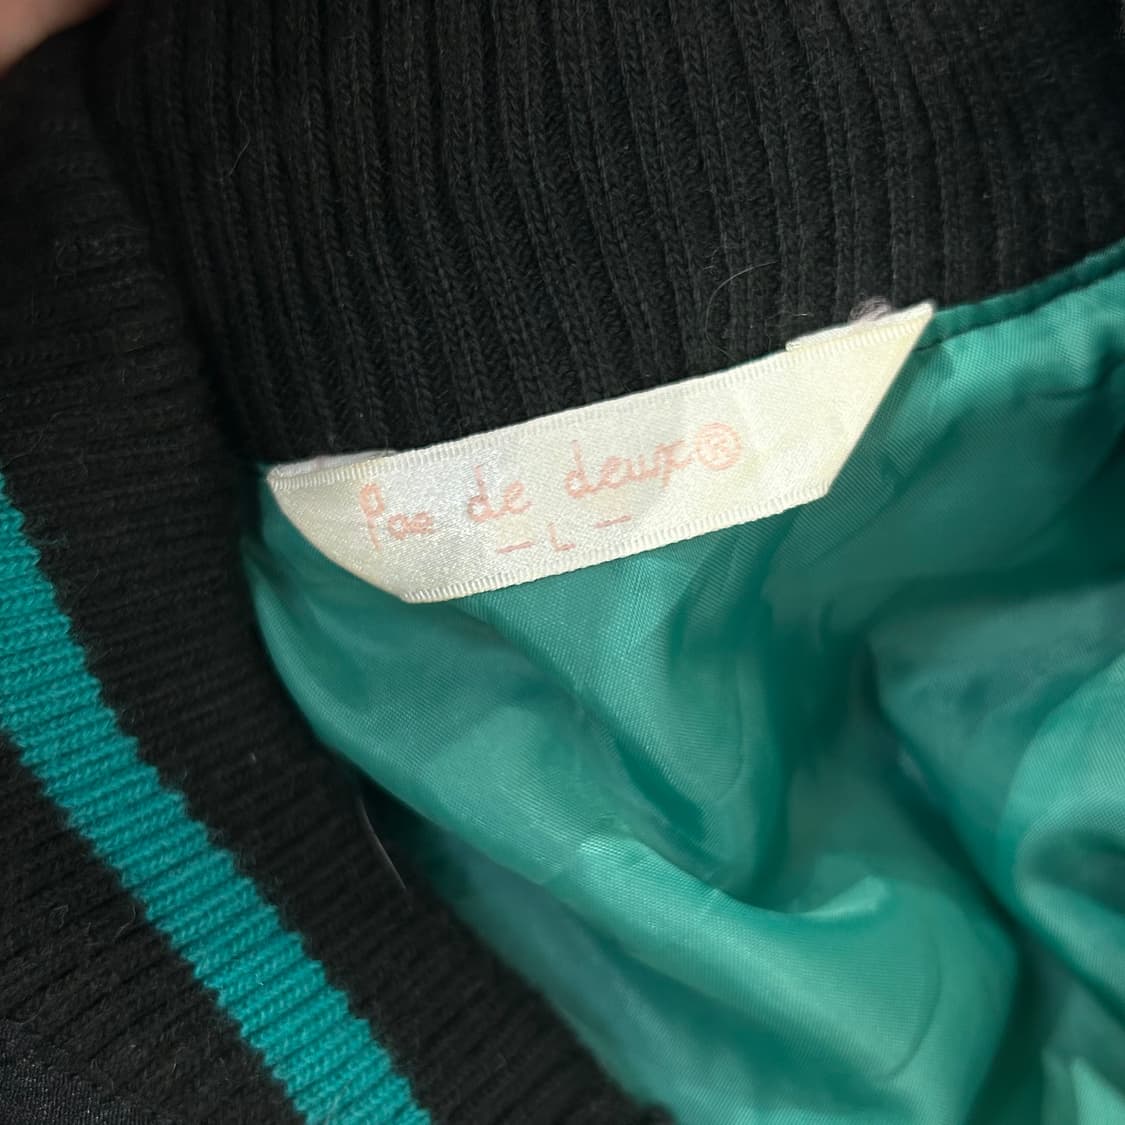 Pas de deux®
– L –